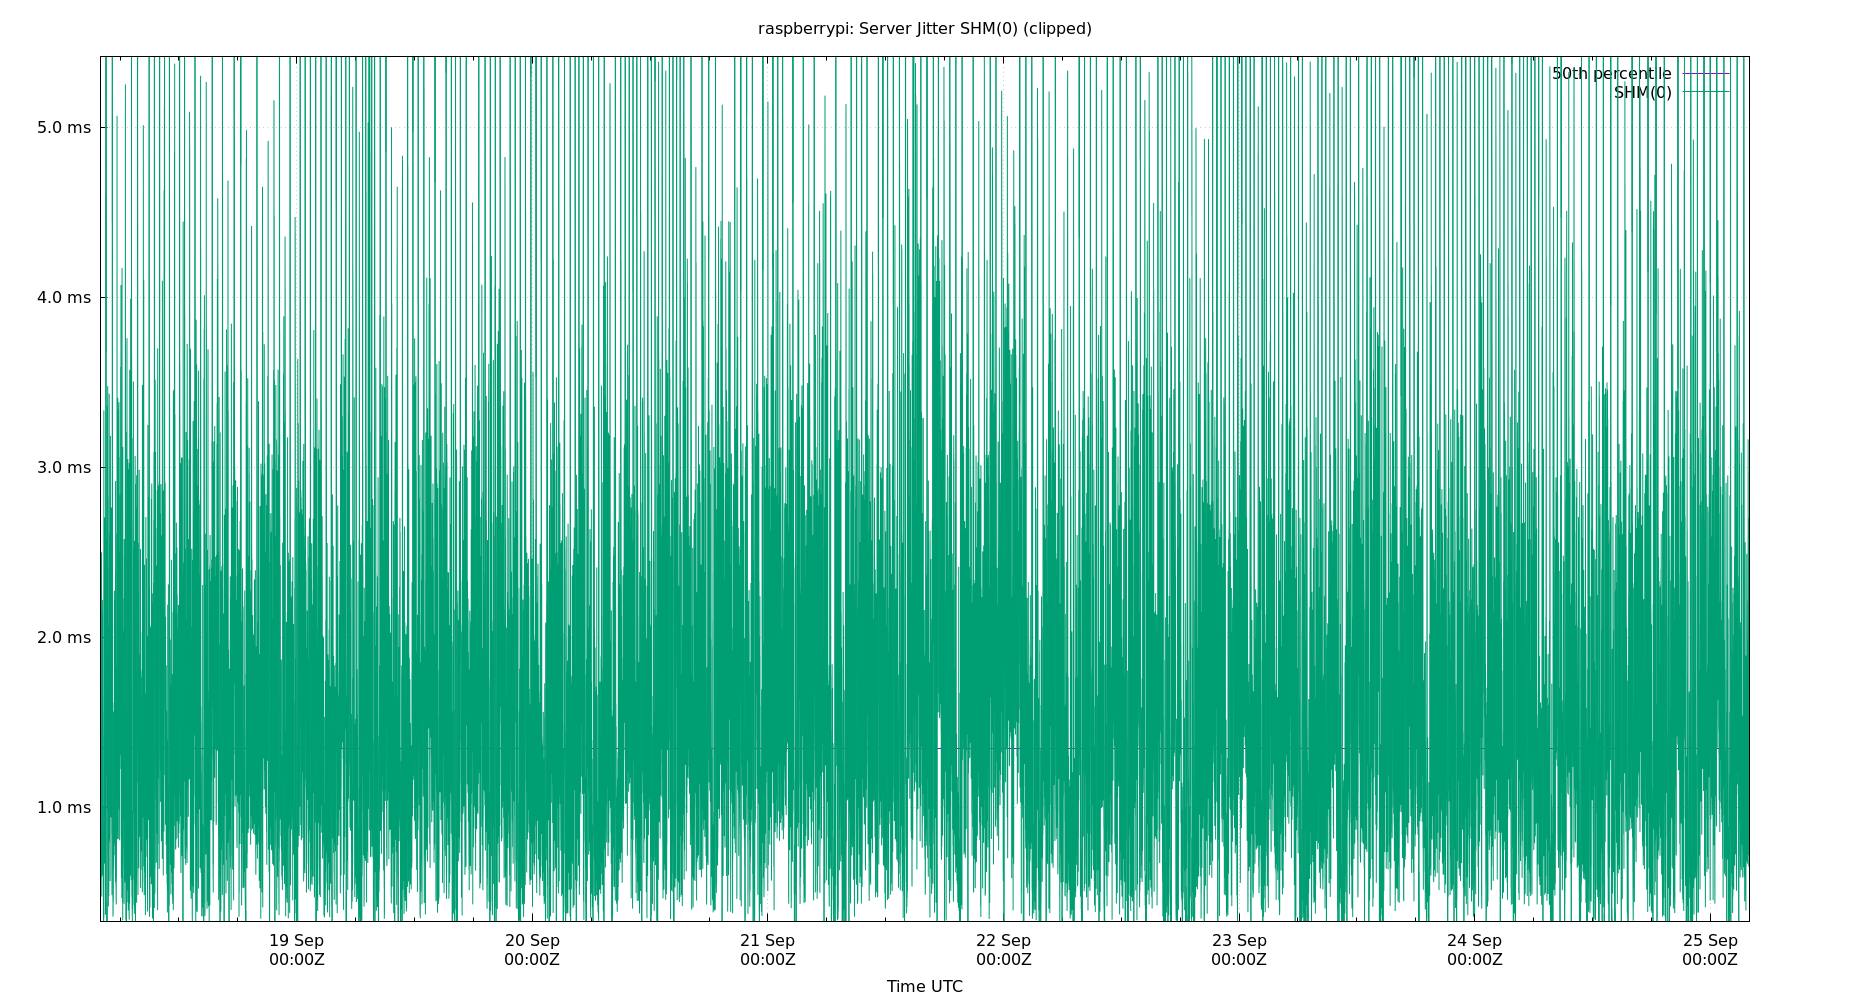 raspberrypi: Server Jitter SHM(0) (clipped)
50th percentile
SHM(0)
5.0 ms
4.0 ms
3.0 ms
2.0 ms
1.0 ms
19 Sep 20 Sep 21 Sep 22 Sep 23 Sep 24 Sep 25 Sep
00:00Z 00:00Z 00:00Z 00:00Z 00:00Z 00:00Z 00:00Z
Time UTC